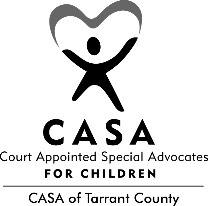 CASA
Court Appointed Special Advocates
FOR CHILDREN
CASA of Tarrant County